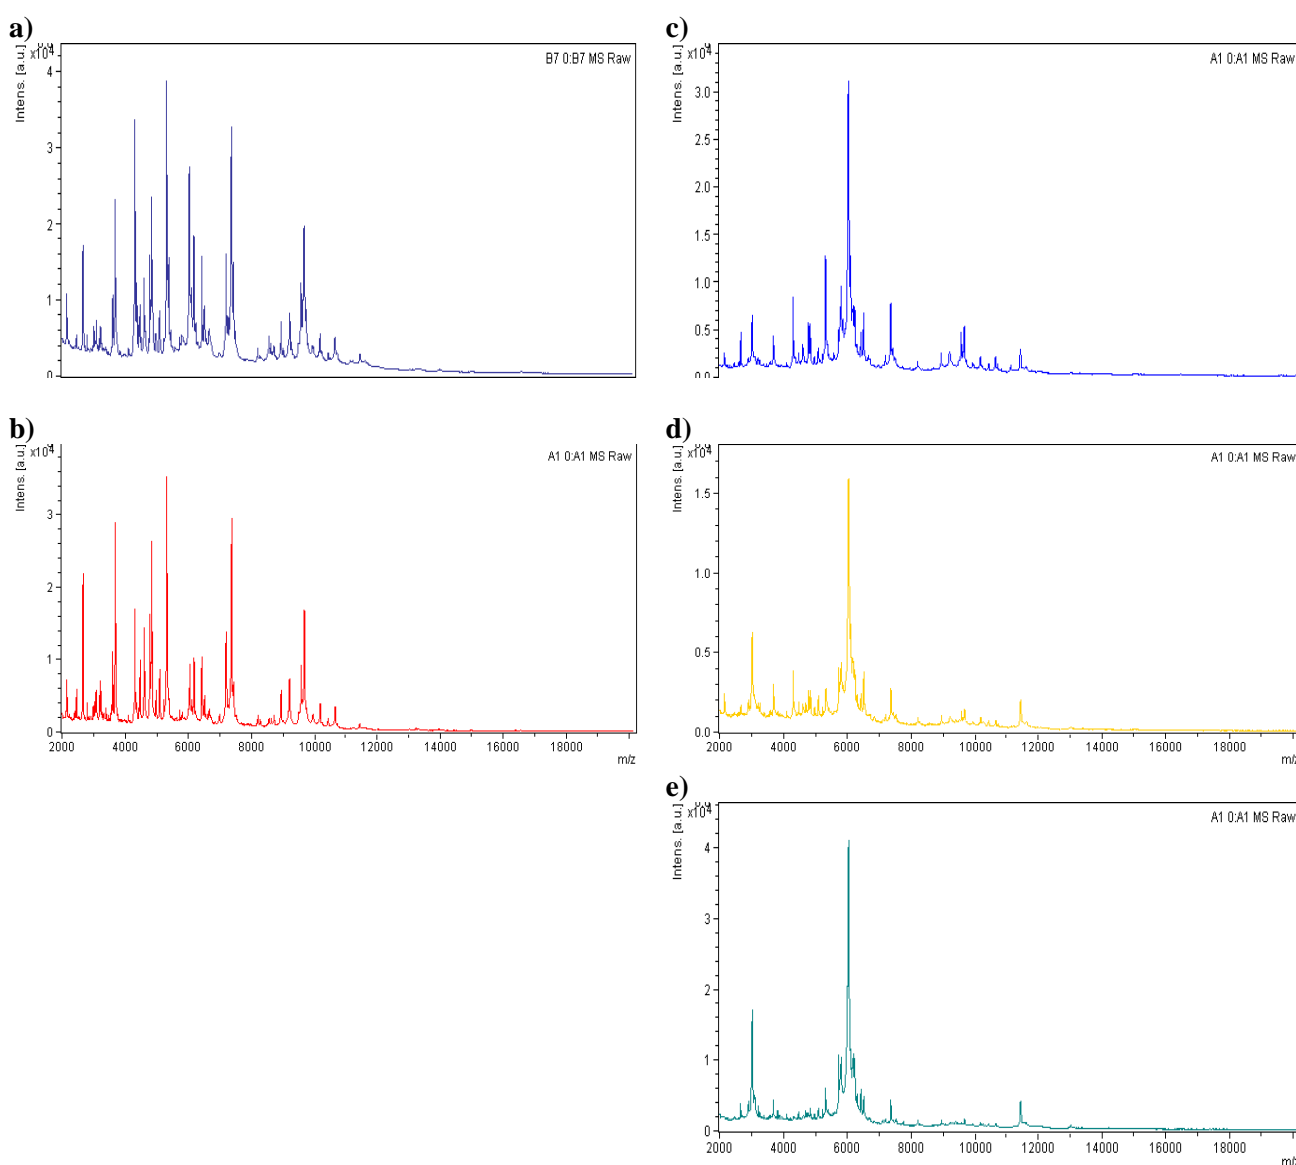 a)
Intens. [a.u.]
x10⁴
B7 0:B7 MS Raw
4
3
2
1
0
b)
Intens. [a.u.]
x10⁴
A1 0:A1 MS Raw
3
2
1
0
2000 4000 6000 8000 10000 12000 14000 16000 18000
m/z
c)
Intens. [a.u.]
x10⁴
A1 0:A1 MS Raw
3.0
2.5
2.0
1.5
1.0
0.5
0.0
d)
Intens. [a.u.]
x10⁴
A1 0:A1 MS Raw
1.5
1.0
0.5
0.0
2000 4000 6000 8000 10000 12000 14000 16000 18000
m/z
e)
Intens. [a.u.]
x10⁴
A1 0:A1 MS Raw
4
3
2
1
0
2000 4000 6000 8000 10000 12000 14000 16000 18000
m/z